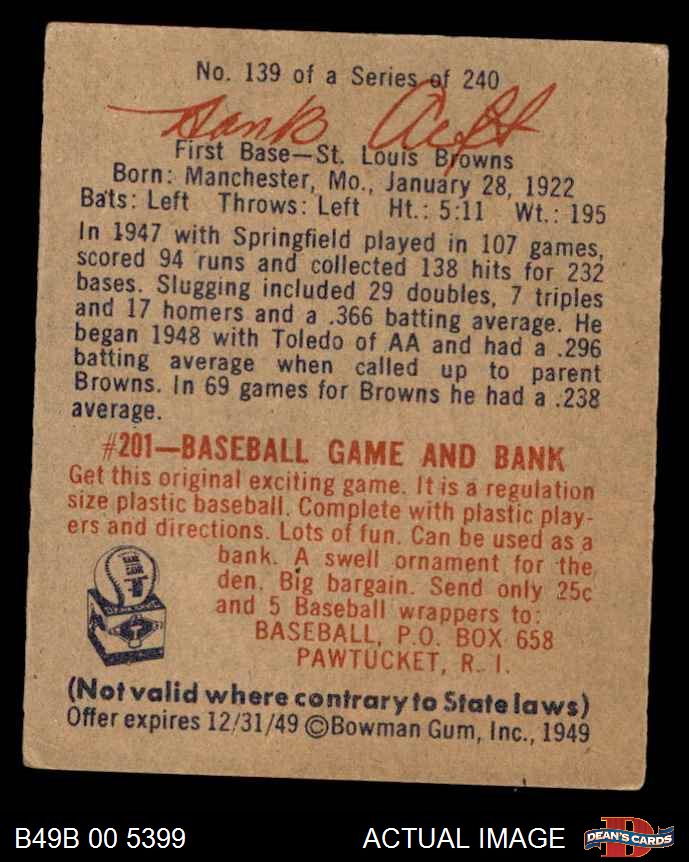 No. 139 of a Series of 240
Hank Arft
First Base—St. Louis Browns
Born: Manchester, Mo., January 28, 1922
Bats: Left Throws: Left Ht.: 5:11 Wt.: 195
In 1947 with Springfield played in 107 games,
scored 94 runs and collected 138 hits for 232
bases. Slugging included 29 doubles, 7 triples
and 17 homers and a .366 batting average. He
began 1948 with Toledo of AA and had a .296
batting average when called up to parent
Browns. In 69 games for Browns he had a .238
average.
#201—BASEBALL GAME AND BANK
Get this original exciting game. It is a regulation
size plastic baseball. Complete with plastic play-
ers and directions. Lots of fun. Can be used as a
bank. A swell ornament for the
den. Big bargain. Send only 25c
and 5 Baseball wrappers to:
BASEBALL, P.O. BOX 658
PAWTUCKET, R. I.
(Not valid where contrary to State laws)
Offer expires 12/31/49 ©Bowman Gum, Inc., 1949
B49B 00 5399 ACTUAL IMAGE DEAN'S CARDS